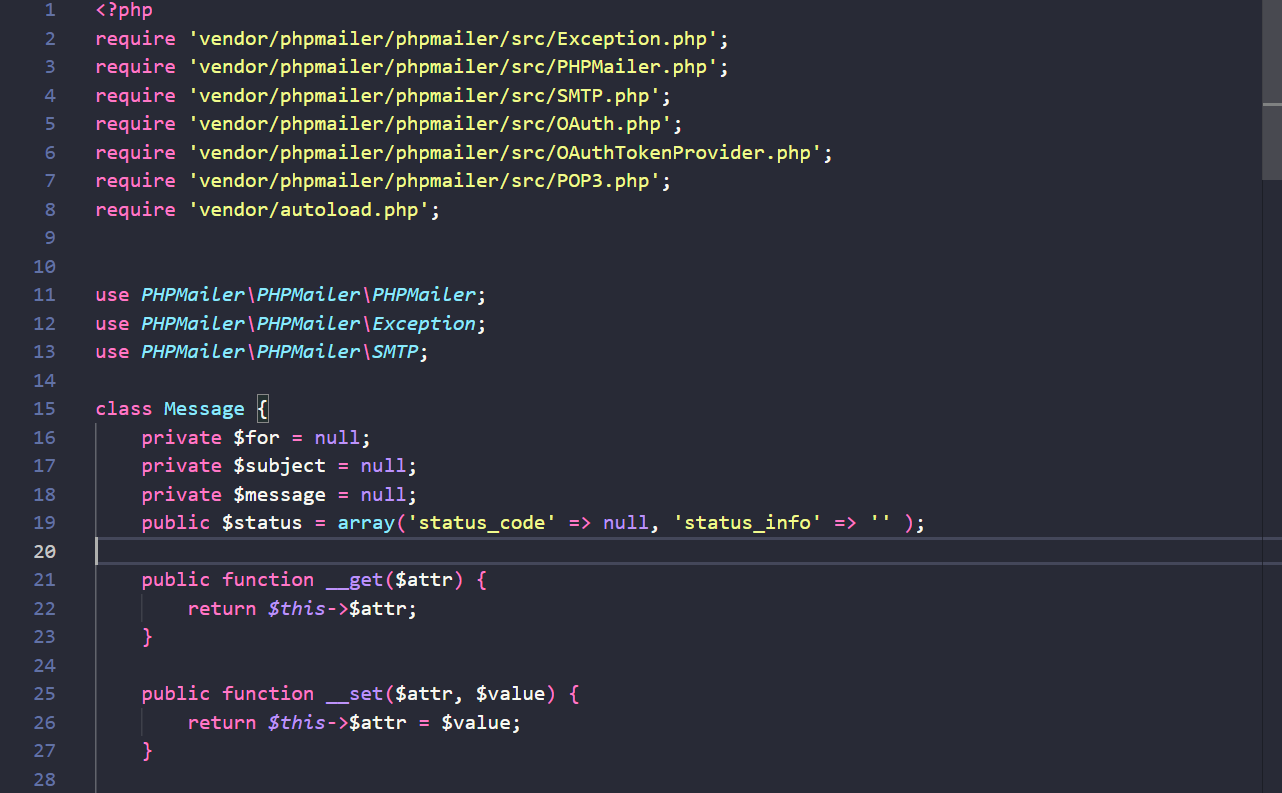 1 <?php
2 require 'vendor/phpmailer/phpmailer/src/Exception.php';
3 require 'vendor/phpmailer/phpmailer/src/PHPMailer.php';
4 require 'vendor/phpmailer/phpmailer/src/SMTP.php';
5 require 'vendor/phpmailer/phpmailer/src/OAuth.php';
6 require 'vendor/phpmailer/phpmailer/src/OAuthTokenProvider.php';
7 require 'vendor/phpmailer/phpmailer/src/POP3.php';
8 require 'vendor/autoload.php';
9
10
11 use PHPMailer\PHPMailer\PHPMailer;
12 use PHPMailer\PHPMailer\Exception;
13 use PHPMailer\PHPMailer\SMTP;
14
15 class Message {
16     private $for = null;
17     private $subject = null;
18     private $message = null;
19     public $status = array('status_code' => null, 'status_info' => '' );
20
21     public function __get($attr) {
22         return $this->$attr;
23     }
24
25     public function __set($attr, $value) {
26         return $this->$attr = $value;
27     }
28